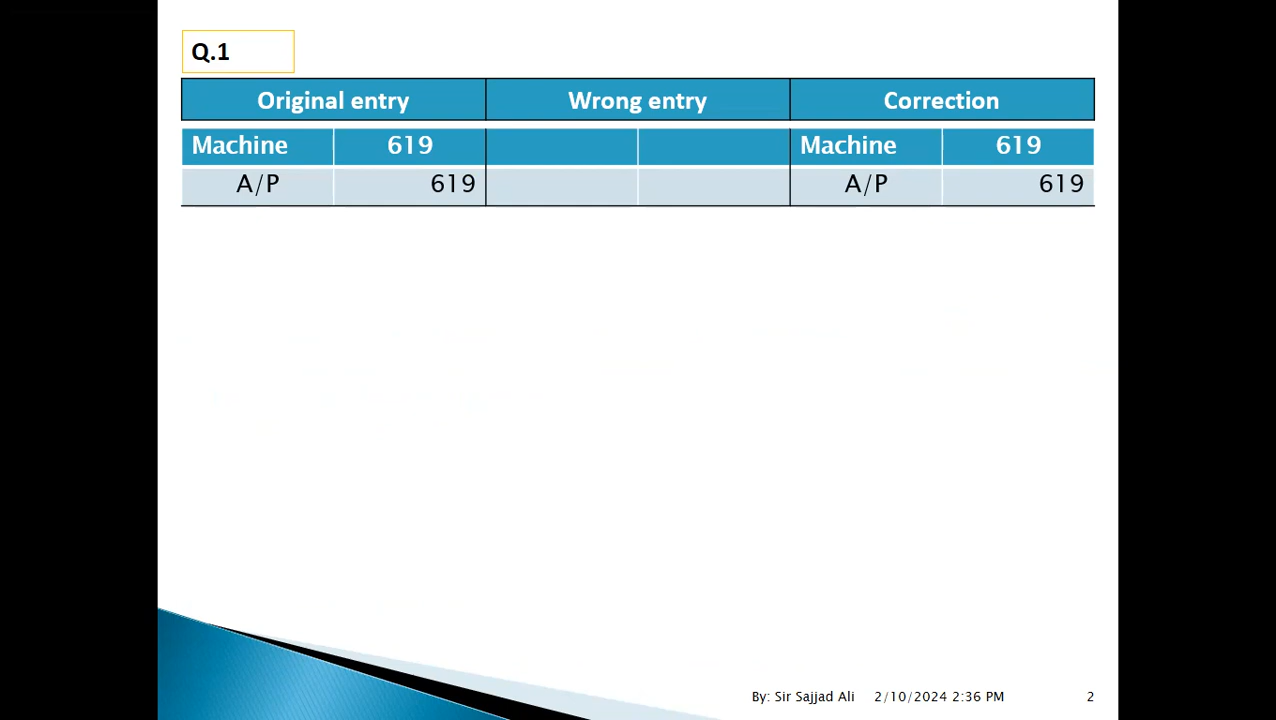 Q.1
Original entry Wrong entry Correction
Machine 619 Machine 619
A/P 619 A/P 619
By: Sir Sajjad Ali 2/10/2024 2:36 PM 2